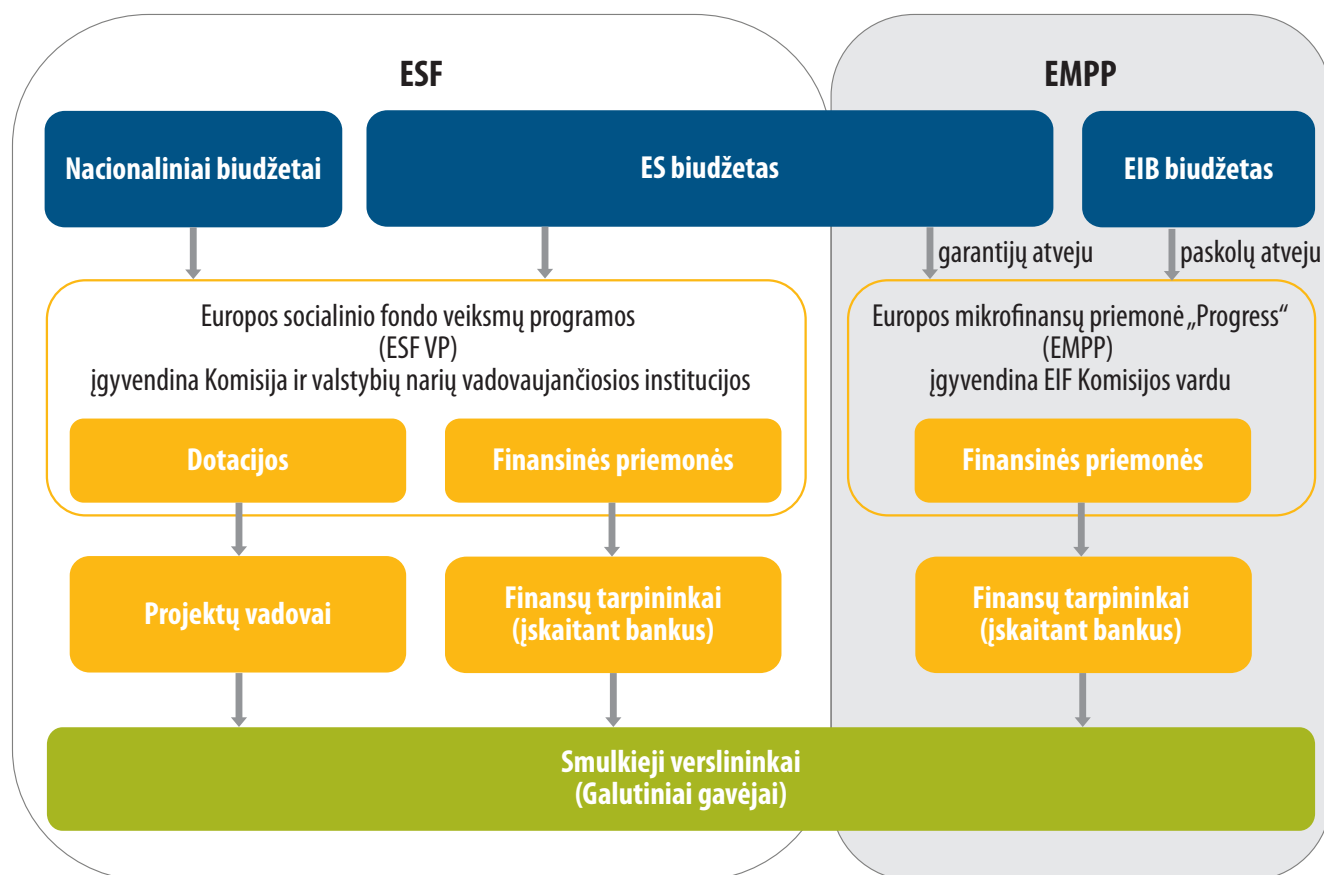 ESF
EMPP
Nacionaliniai biudžetai
ES biudžetas
EIB biudžetas
garantijų atveju
paskolų atveju
Europos socialinio fondo veiksmų programos
(ESF VP)
įgyvendina Komisija ir valstybių narių vadovaujančiosios institucijos
Europos mikrofinansų priemonė „Progress“
(EMPP)
įgyvendina EIF Komisijos vardu
Dotacijos
Finansinės priemonės
Finansinės priemonės
Projektų vadovai
Finansų tarpininkai
(įskaitant bankus)
Finansų tarpininkai
(įskaitant bankus)
Smulkieji verslininkai
(Galutiniai gavėjai)